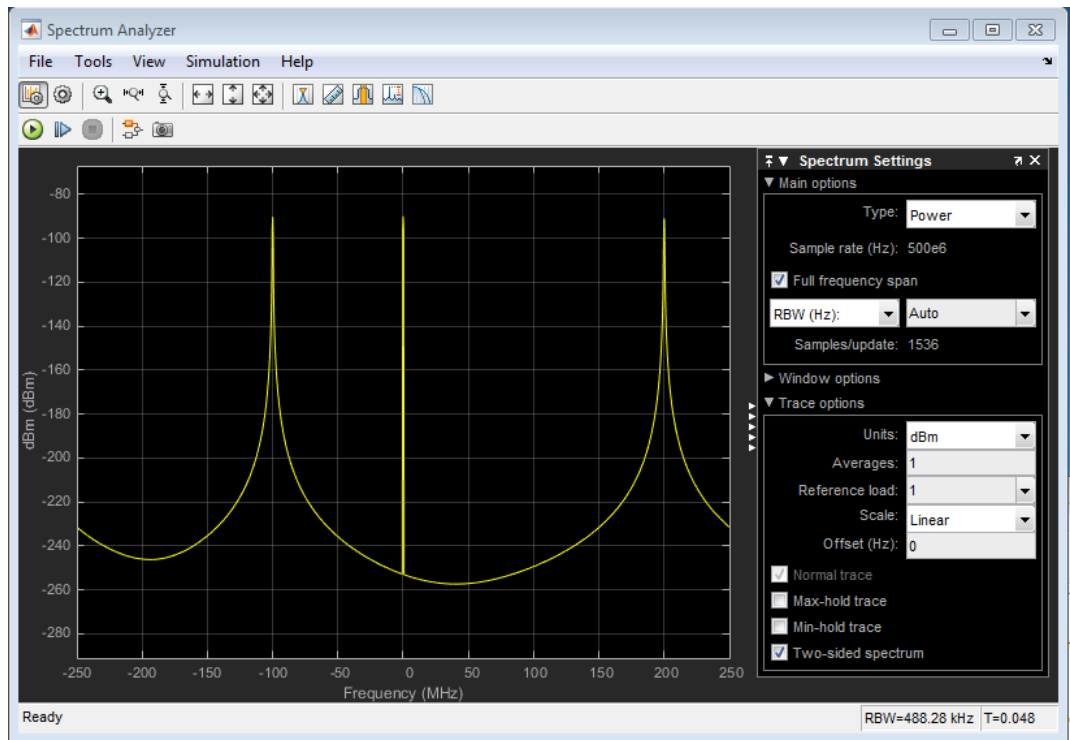 Spectrum Analyzer
File Tools View Simulation Help
-80
-100
-120
-140
-160
-180
-200
-220
-240
-260
-280
dBm (dBm)
-250 -200 -150 -100 -50 0 50 100 150 200 250
Frequency (MHz)
Spectrum Settings
Main options
Type: Power
Sample rate (Hz): 500e6
Full frequency span
RBW (Hz): Auto
Samples/update: 1536
Window options
Trace options
Units: dBm
Averages: 1
Reference load: 1
Scale: Linear
Offset (Hz): 0
Normal trace
Max-hold trace
Min-hold trace
Two-sided spectrum
Ready RBW=488.28 kHz T=0.048